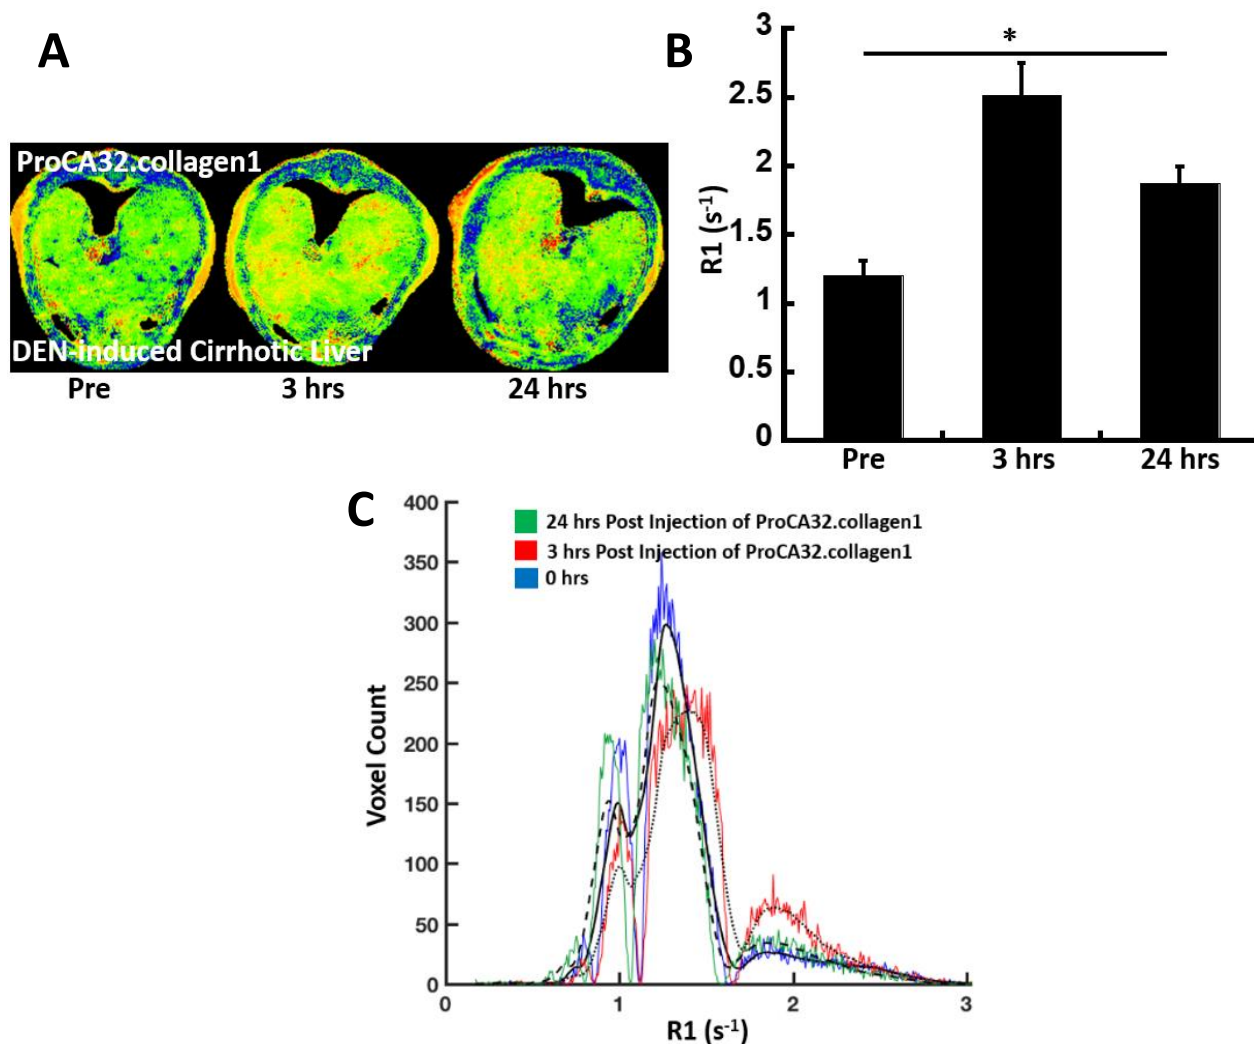 A
ProCA32.collagen1
DEN-induced Cirrhotic Liver
Pre 3 hrs 24 hrs
B
*
3
2.5
2
1.5
1
0.5
0
R1 (s-1)
Pre 3 hrs 24 hrs
C
24 hrs Post Injection of ProCA32.collagen1
3 hrs Post Injection of ProCA32.collagen1
0 hrs
400
350
300
250
200
150
100
50
0
Voxel Count
0 1 2 3
R1 (s-1)